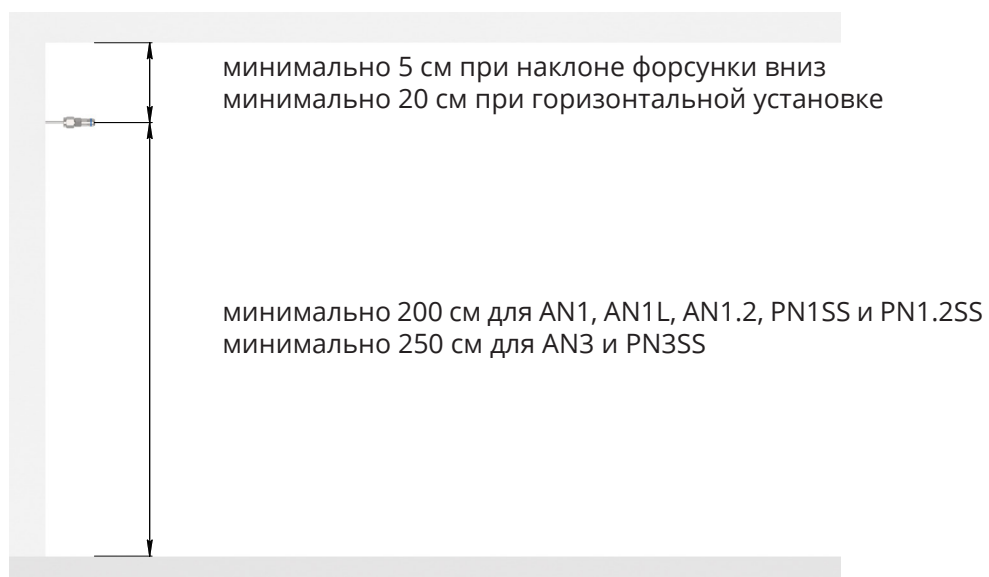 минимально 5 см при наклоне форсунки вниз
минимально 20 см при горизонтальной установке
минимально 200 см для AN1, AN1L, AN1.2, PN1SS и PN1.2SS
минимально 250 см для AN3 и PN3SS